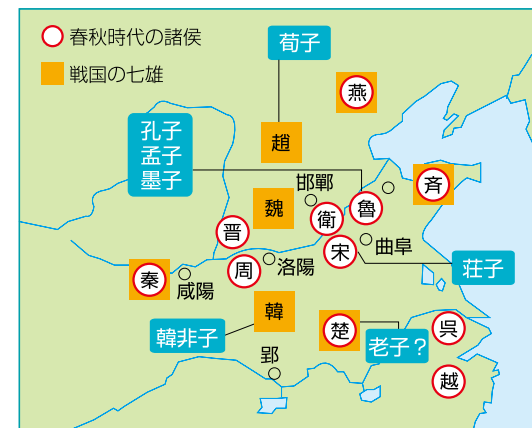 春秋時代の諸侯
戦国の七雄
荀子
燕
趙
孔子
孟子
墨子
邯鄲
斉
魏
衛
魯
晋
宋
曲阜
周
洛陽
荘子
秦
咸陽
韓
韓非子
楚
老子？
呉
郢
越